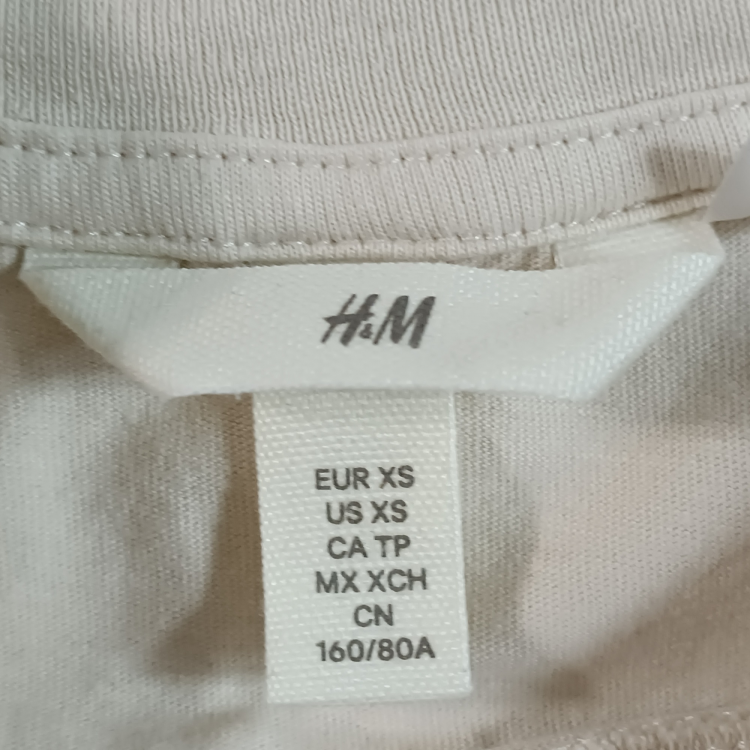 H&M
EUR XS
US XS
CA TP
MX XCH
CN
160/80A